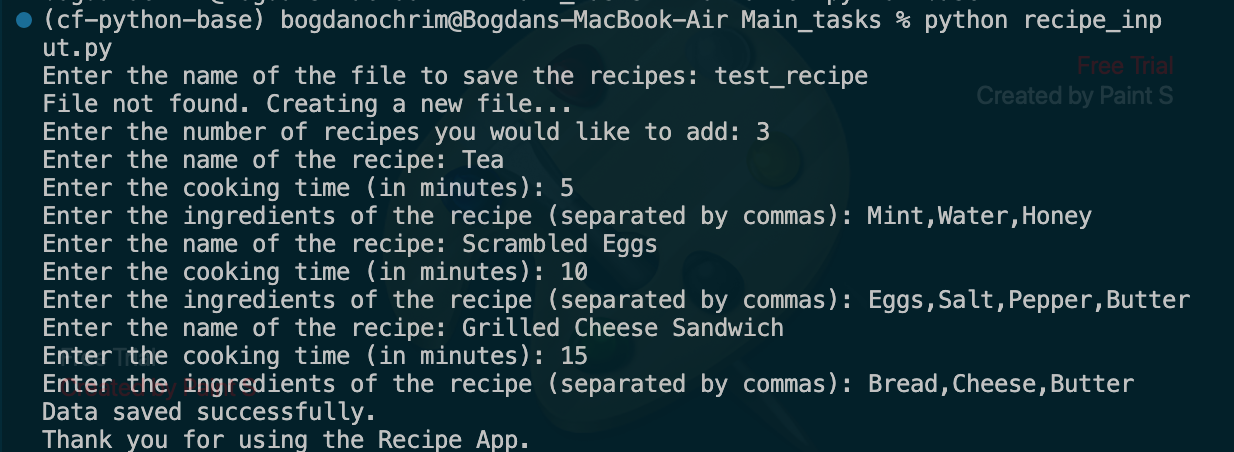 (cf-python-base) bogdanochrim@Bogdans-MacBook-Air Main_tasks % python recipe_inp
ut.py
Enter the name of the file to save the recipes: test_recipe
File not found. Creating a new file...
Enter the number of recipes you would like to add: 3
Enter the name of the recipe: Tea
Enter the cooking time (in minutes): 5
Enter the ingredients of the recipe (separated by commas): Mint,Water,Honey
Enter the name of the recipe: Scrambled Eggs
Enter the cooking time (in minutes): 10
Enter the ingredients of the recipe (separated by commas): Eggs,Salt,Pepper,Butter
Enter the name of the recipe: Grilled Cheese Sandwich
Enter the cooking time (in minutes): 15
Enter the ingredients of the recipe (separated by commas): Bread,Cheese,Butter
Data saved successfully.
Thank you for using the Recipe App.
Free Trial
Created by Paint S
Free Trial
Created by Paint S